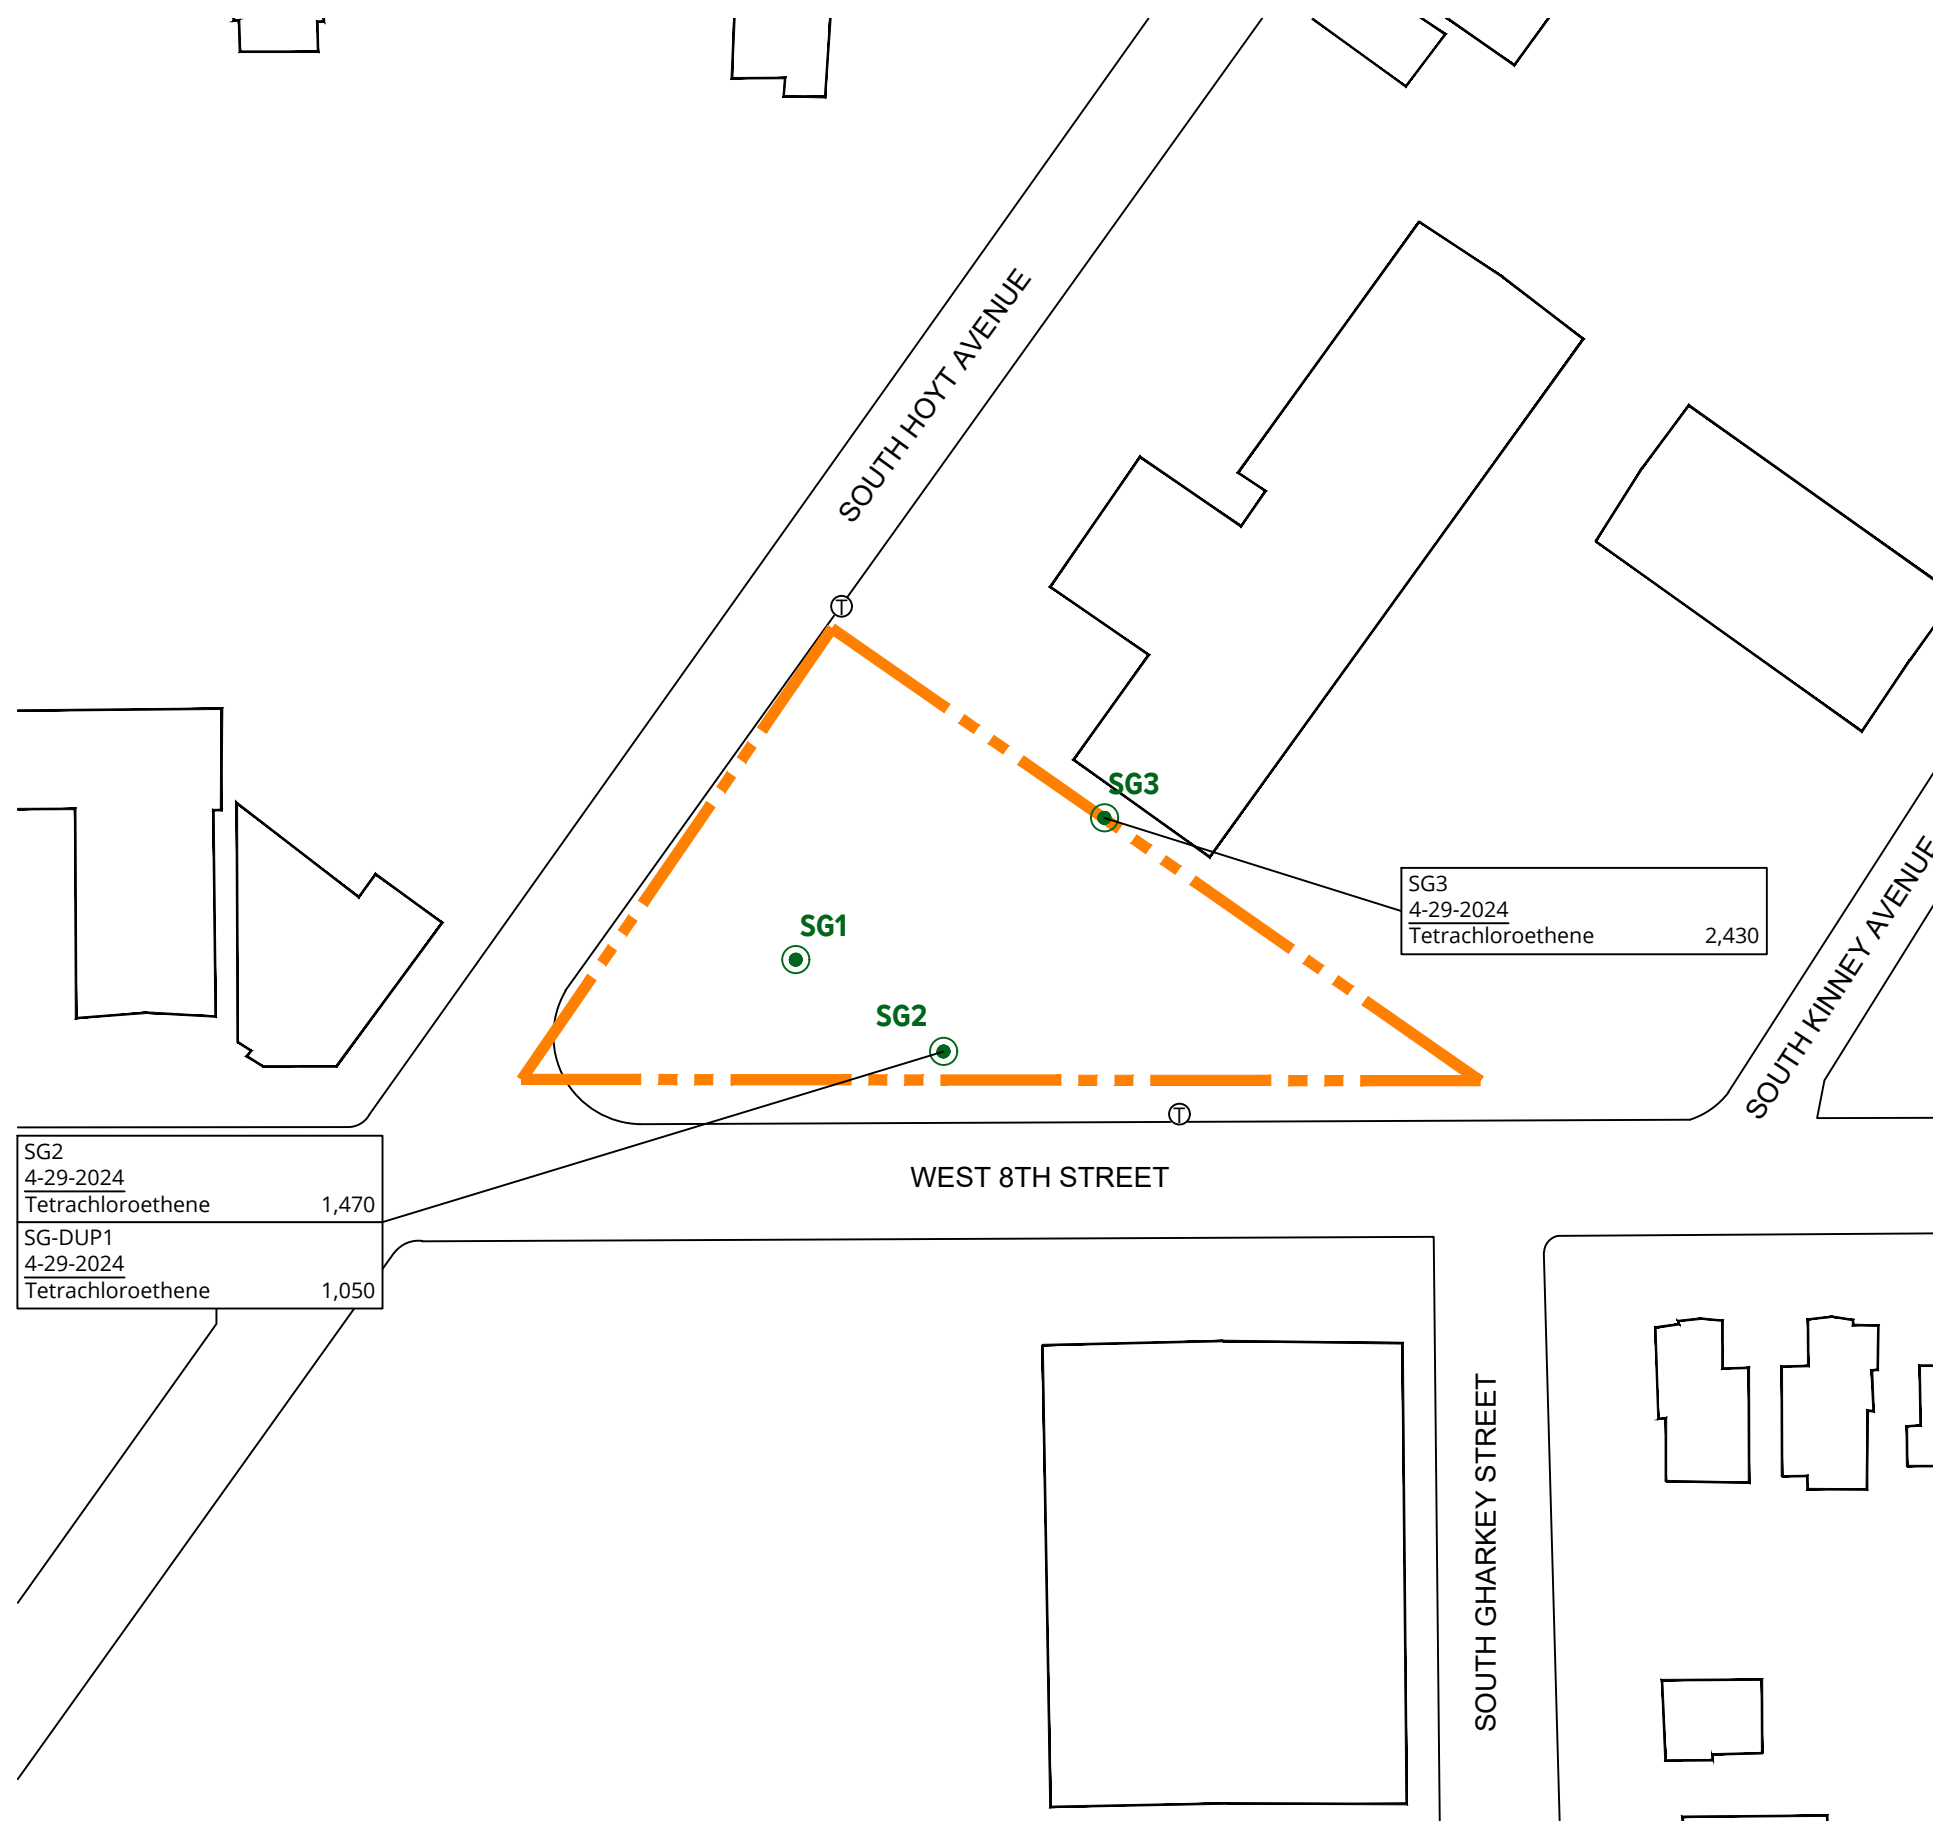 SOUTH HOYT AVENUE
T
SG3
SG3
4-29-2024
Tetrachloroethene 2,430
SG1
SG2
SOUTH KINNEY AVENUE
T
SG2
4-29-2024
Tetrachloroethene 1,470
SG-DUP1
4-29-2024
Tetrachloroethene 1,050
WEST 8TH STREET
SOUTH GHARKEY STREET